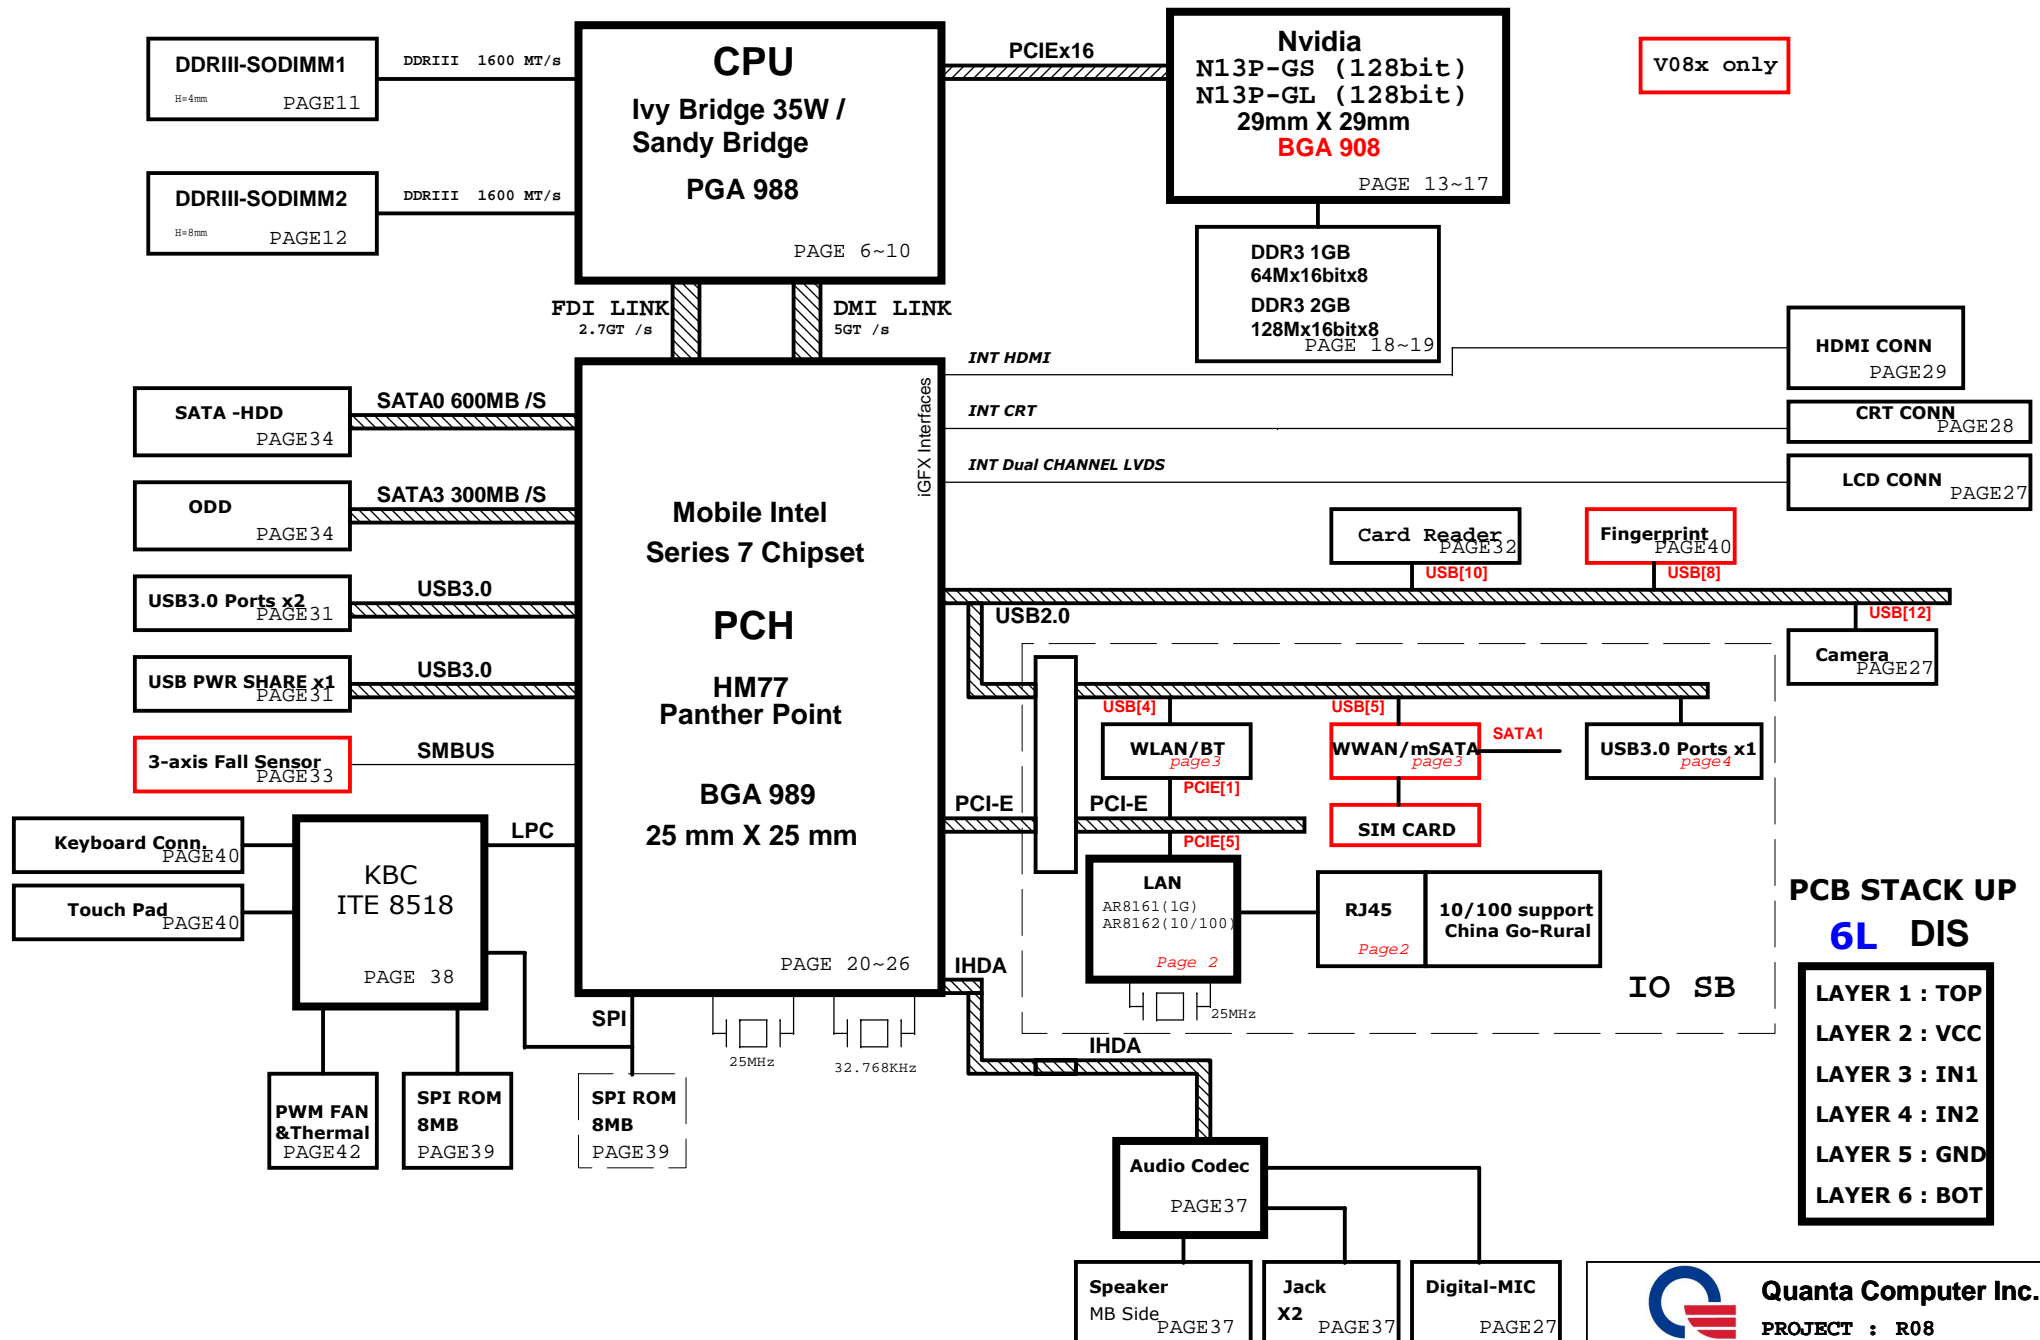 DDRIII-SODIMM1
H=4mm
PAGE11
DDRIII 1600 MT/s
DDRIII-SODIMM2
H=8mm
PAGE12
DDRIII 1600 MT/s
CPU
Ivy Bridge 35W /
Sandy Bridge
PGA 988
PAGE 6~10
PCIEx16
Nvidia
N13P-GS (128bit)
N13P-GL (128bit)
29mm X 29mm
BGA 908
PAGE 13~17
V08x only
DDR3 1GB
64Mx16bitx8
DDR3 2GB
128Mx16bitx8
PAGE 18~19
FDI LINK
2.7GT /s
DMI LINK
5GT /s
SATA -HDD
PAGE34
SATA0 600MB /S
ODD
PAGE34
SATA3 300MB /S
USB3.0 Ports x2
PAGE31
USB3.0
USB PWR SHARE x1
PAGE31
USB3.0
3-axis Fall Sensor
PAGE33
SMBUS
Mobile Intel
Series 7 Chipset
PCH
HM77
Panther Point
BGA 989
25 mm X 25 mm
PAGE 20~26
iGFX Interfaces
INT HDMI
HDMI CONN
PAGE29
INT CRT
CRT CONN
PAGE28
INT Dual CHANNEL LVDS
LCD CONN
PAGE27
Card Reader
PAGE32
USB[10]
Fingerprint
PAGE40
USB[8]
USB2.0
USB[12]
Camera
PAGE27
USB[4]
WLAN/BT
page3
PCIE[1]
USB[5]
WWAN/mSATA
page3
SATA1
SIM CARD
USB3.0 Ports x1
page4
PCI-E
PCI-E
PCIE[5]
LAN
AR8161(1G)
AR8162(10/100)
Page 2
25MHz
RJ45
Page2
10/100 support
China Go-Rural
IO SB
Keyboard Conn.
PAGE40
Touch Pad
PAGE40
KBC
ITE 8518
PAGE 38
LPC
SPI
PWM FAN
&Thermal
PAGE42
SPI ROM
8MB
PAGE39
SPI ROM
8MB
PAGE39
25MHz
32.768KHz
IHDA
IHDA
Audio Codec
PAGE37
Speaker
MB Side
PAGE37
Jack
X2
PAGE37
Digital-MIC
PAGE27
PCB STACK UP
6L DIS
LAYER 1 : TOP
LAYER 2 : VCC
LAYER 3 : IN1
LAYER 4 : IN2
LAYER 5 : GND
LAYER 6 : BOT
Quanta Computer Inc.
PROJECT : R08